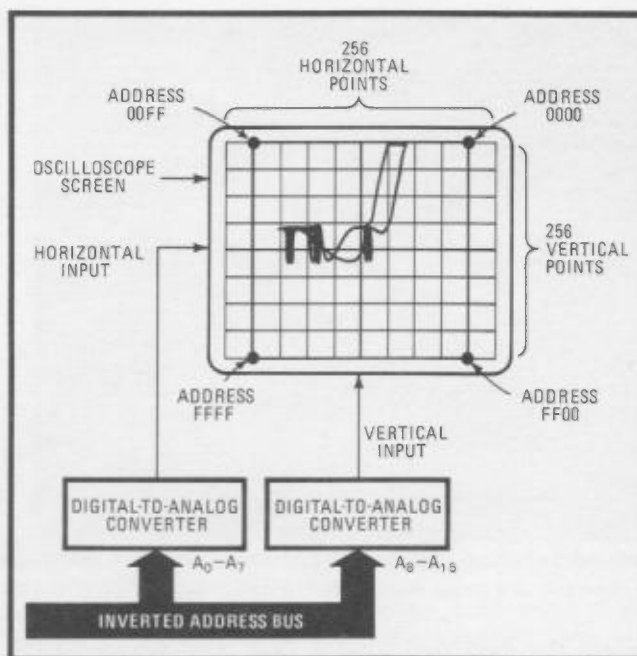 256
HORIZONTAL
POINTS
ADDRESS
00FF
ADDRESS
0000
OSCILLOSCOPE
SCREEN
HORIZONTAL
INPUT
256
VERTICAL
POINTS
ADDRESS
FFFF
ADDRESS
FF00
VERTICAL
INPUT
DIGITAL-TO-ANALOG
CONVERTER
DIGITAL-TO-ANALOG
CONVERTER
A₀–A₇
A₈–A₁₅
INVERTED ADDRESS BUS